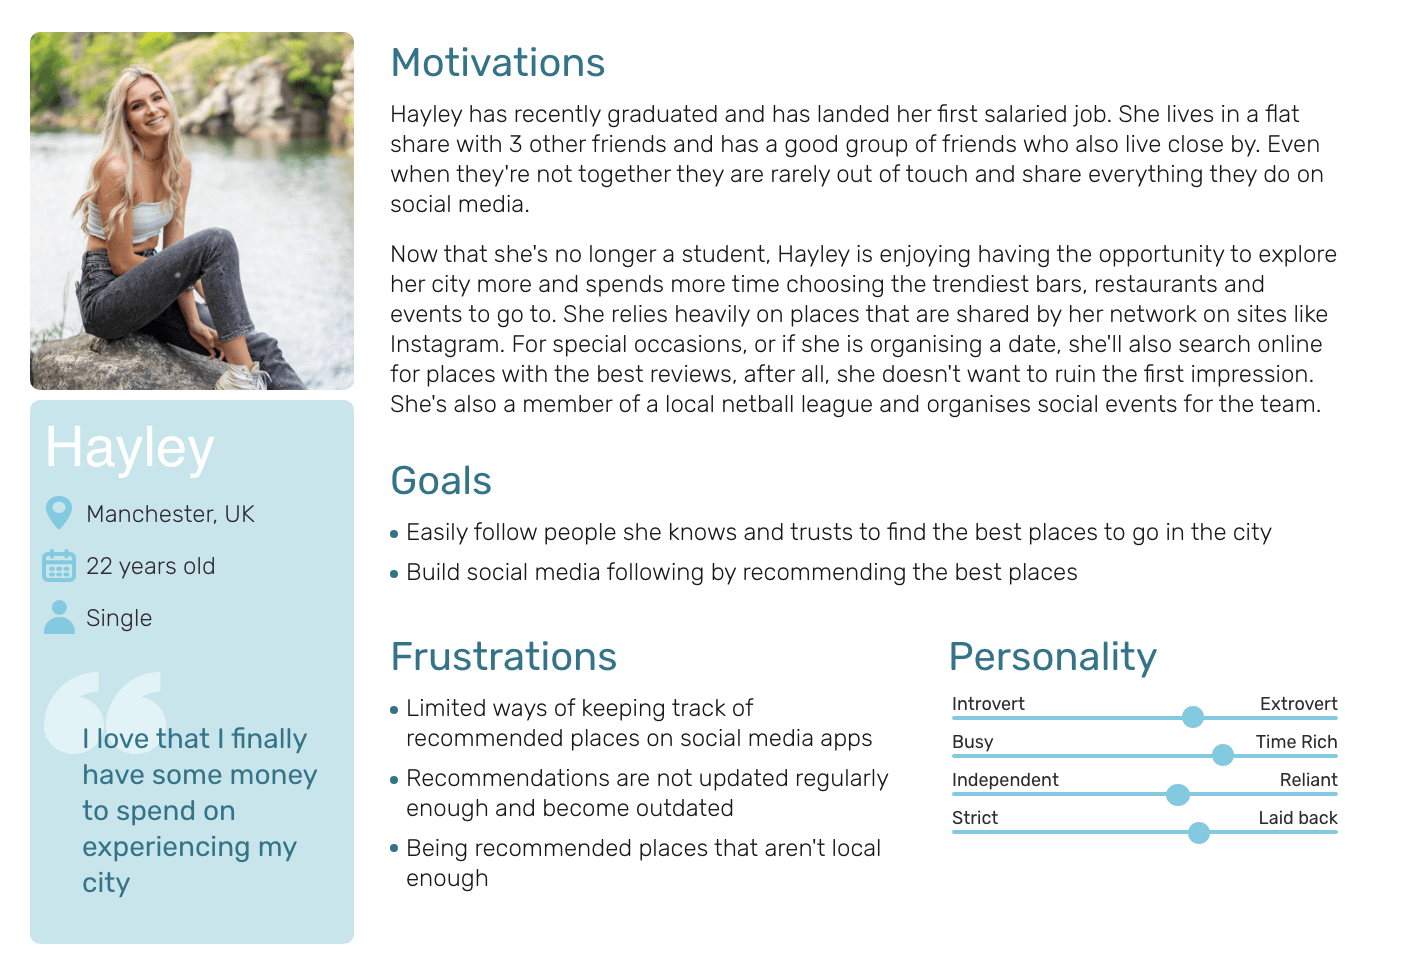 Hayley
Manchester, UK
22 years old
Single
“
I love that I finally
have some money
to spend on
experiencing my
city
Motivations
Hayley has recently graduated and has landed her first salaried job. She lives in a flat
share with 3 other friends and has a good group of friends who also live close by. Even
when they're not together they are rarely out of touch and share everything they do on
social media.
Now that she's no longer a student, Hayley is enjoying having the opportunity to explore
her city more and spends more time choosing the trendiest bars, restaurants and
events to go to. She relies heavily on places that are shared by her network on sites like
Instagram. For special occasions, or if she is organising a date, she'll also search online
for places with the best reviews, after all, she doesn't want to ruin the first impression.
She's also a member of a local netball league and organises social events for the team.
Goals
• Easily follow people she knows and trusts to find the best places to go in the city
• Build social media following by recommending the best places
Frustrations
• Limited ways of keeping track of
recommended places on social media apps
• Recommendations are not updated regularly
enough and become outdated
• Being recommended places that aren't local
enough
Personality
Introvert Extrovert
Busy Time Rich
Independent Reliant
Strict Laid back